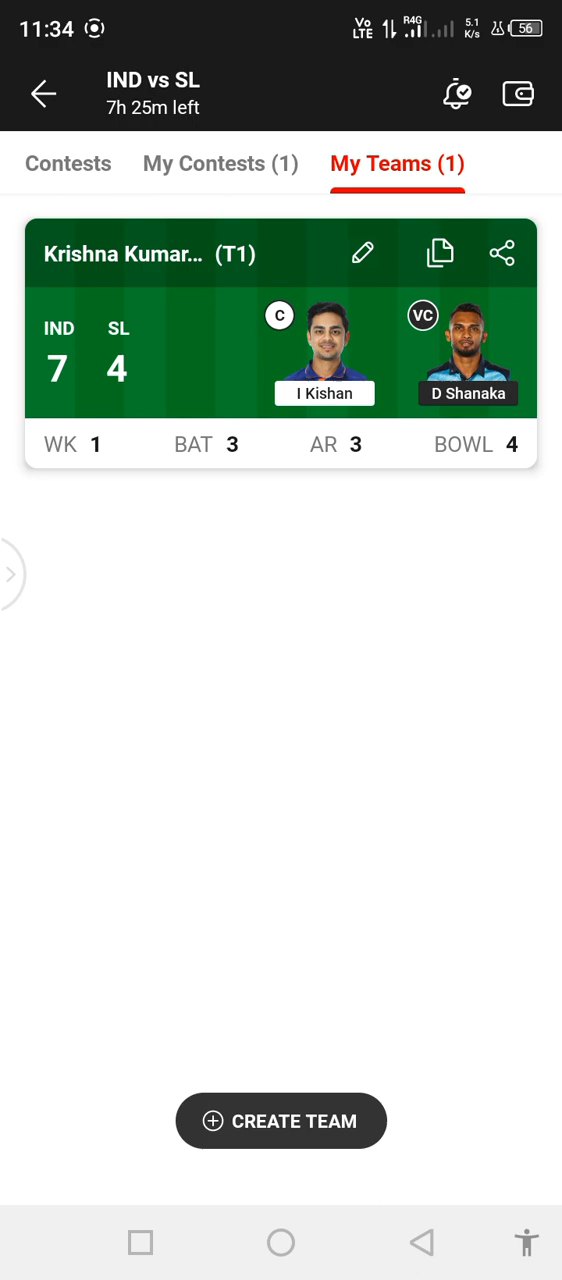 11:34 Vo LTE R4G 5.1 K/s 56
IND vs SL
7h 25m left
Contests My Contests (1) My Teams (1)
Krishna Kumar... (T1)
C VC
IND SL
7 4
I Kishan D Shanaka
WK 1 BAT 3 AR 3 BOWL 4
CREATE TEAM